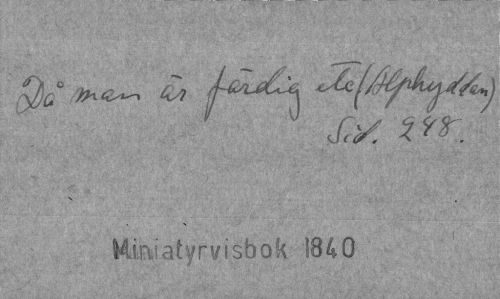 Då man är färdig etc (Alphyddan)
Sid. 248.
Miniatyrvisbok 1840